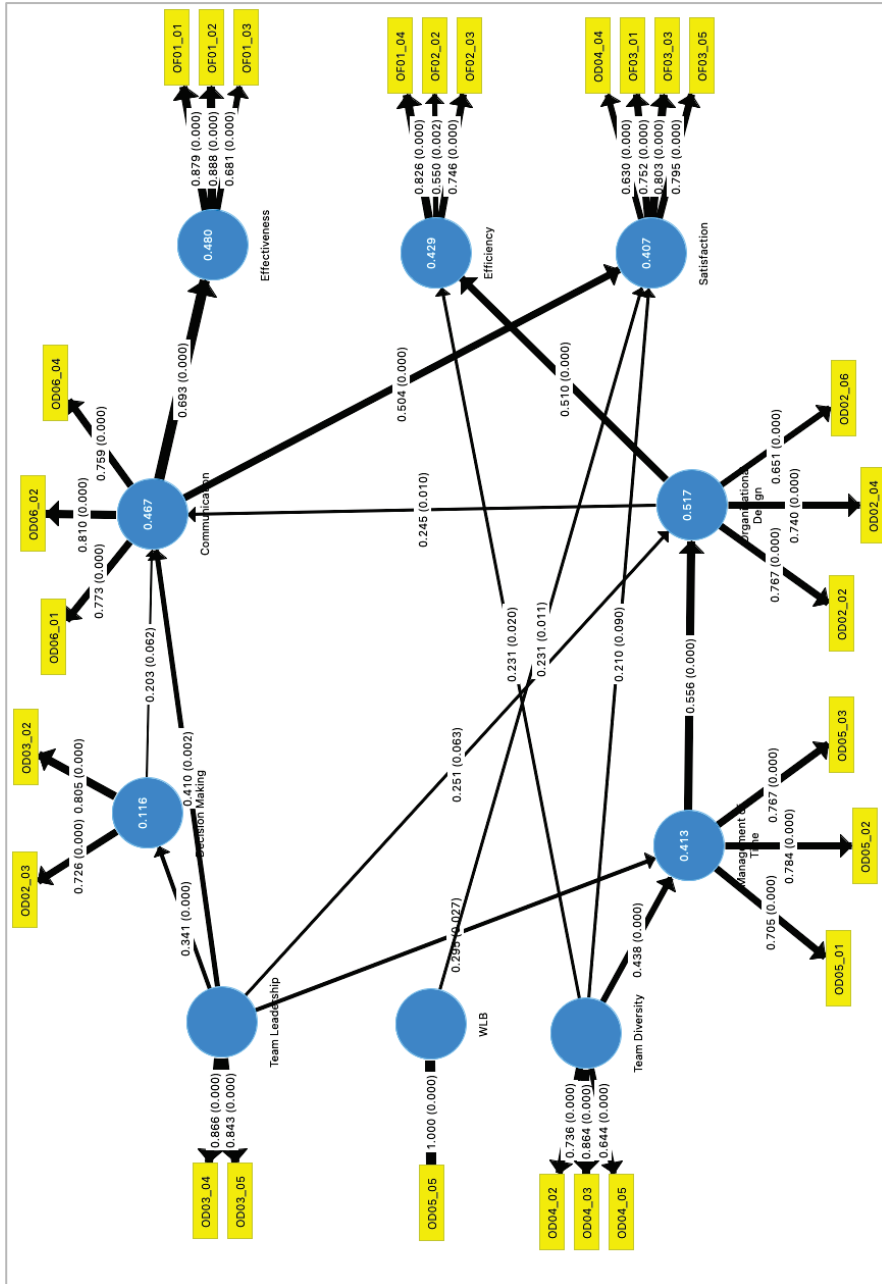 OD03_04
OD03_05
0.866 (0.000)
0.843 (0.000)
Team Leadership
OD05_05
1.000 (0.000)
WLB
OD04_02
OD04_03
OD04_05
0.736 (0.000)
0.864 (0.000)
0.644 (0.000)
Team Diversity
OD02_03
OD03_02
0.726 (0.000)
0.805 (0.000)
0.116
Decision Making
0.341 (0.000)
0.410 (0.002)
0.203 (0.062)
0.251 (0.063)
0.295 (0.027)
0.438 (0.000)
0.231 (0.020)
0.231 (0.011)
0.210 (0.090)
0.413
Management of
Time
0.705 (0.000)
0.784 (0.000)
0.767 (0.000)
OD05_01
OD05_02
OD05_03
0.556 (0.000)
OD06_01
OD06_02
OD06_04
0.773 (0.000)
0.810 (0.000)
0.759 (0.000)
0.467
Communication
0.245 (0.010)
0.517
Organisational
Design
0.767 (0.000)
0.740 (0.000)
0.651 (0.000)
OD02_02
OD02_04
OD02_06
0.693 (0.000)
0.504 (0.000)
0.510 (0.000)
0.480
Effectiveness
0.879 (0.000)
0.888 (0.000)
0.681 (0.000)
OF01_01
OF01_02
OF01_03
0.429
Efficiency
0.826 (0.000)
0.550 (0.002)
0.746 (0.000)
OF01_04
OF02_02
OF02_03
0.407
Satisfaction
0.630 (0.000)
0.752 (0.000)
0.803 (0.000)
0.795 (0.000)
OD04_04
OF03_01
OF03_03
OF03_05